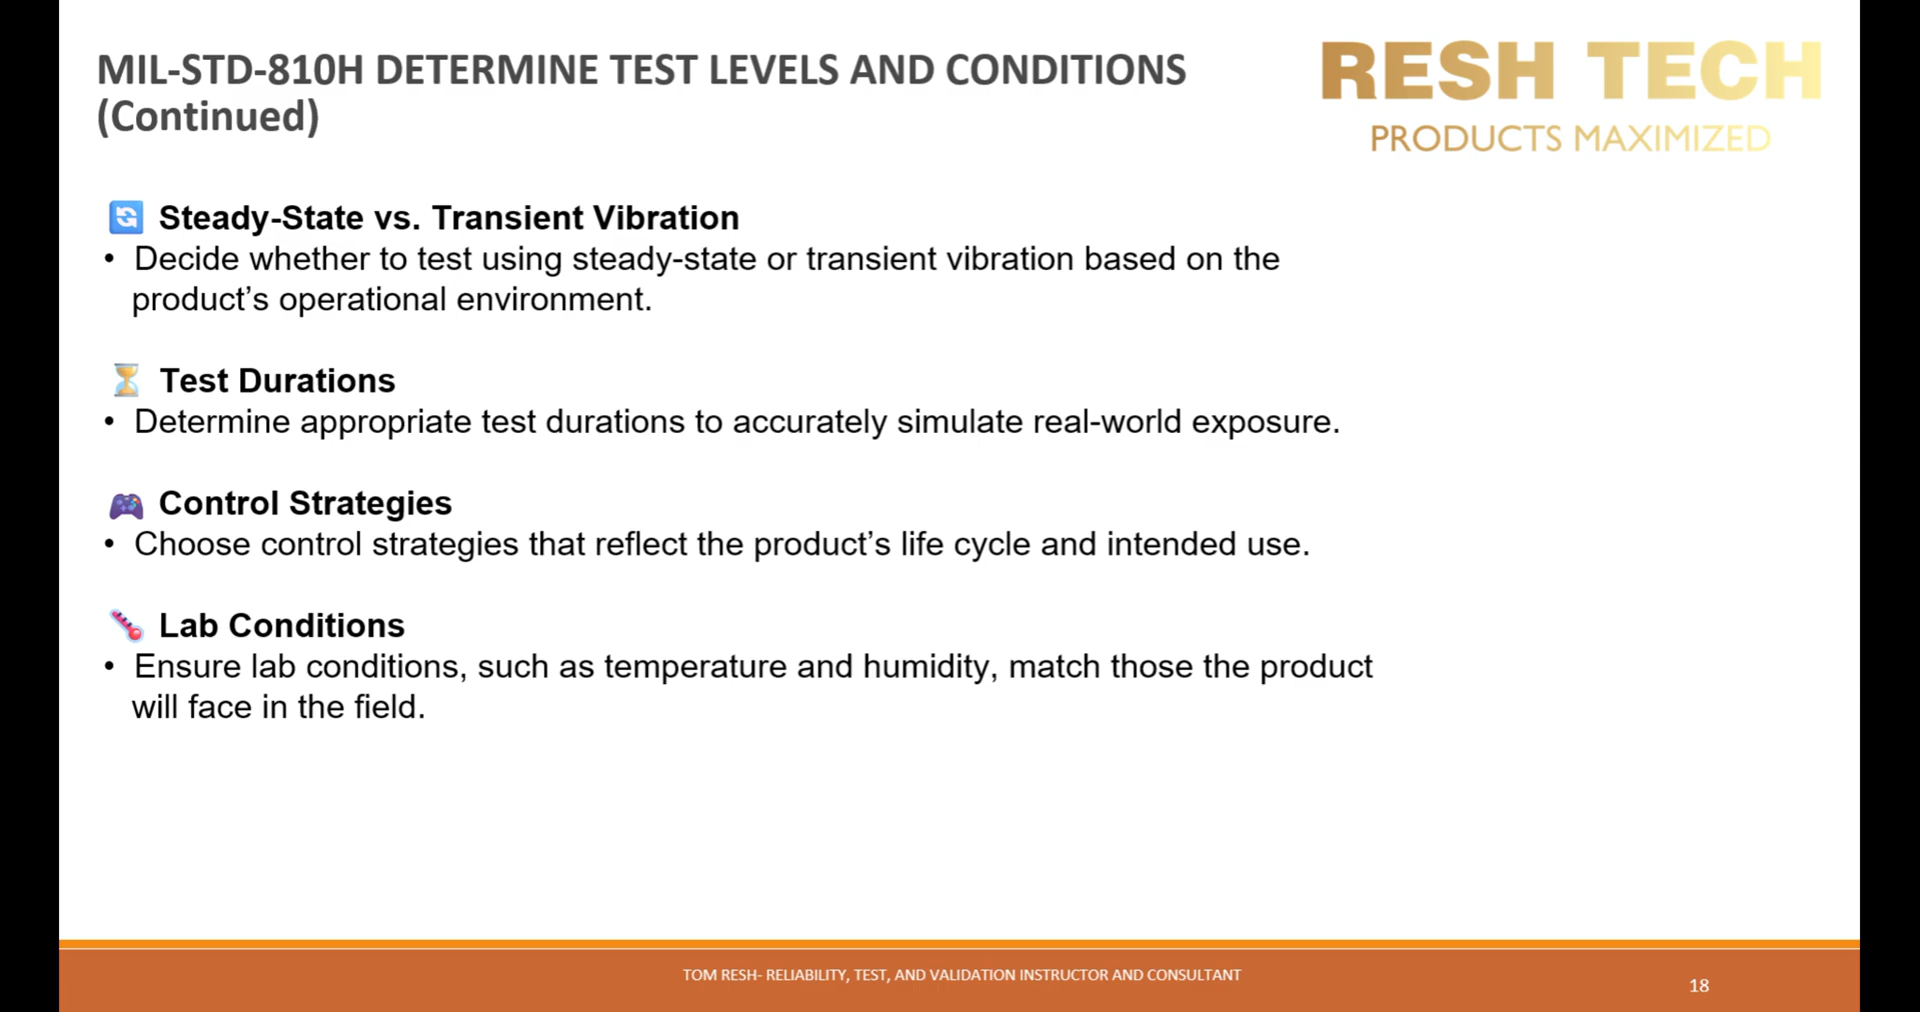 MIL-STD-810H DETERMINE TEST LEVELS AND CONDITIONS
(Continued)
RESH TECH
PRODUCTS MAXIMIZED
Steady-State vs. Transient Vibration
• Decide whether to test using steady-state or transient vibration based on the
product’s operational environment.
Test Durations
• Determine appropriate test durations to accurately simulate real-world exposure.
Control Strategies
• Choose control strategies that reflect the product’s life cycle and intended use.
Lab Conditions
• Ensure lab conditions, such as temperature and humidity, match those the product
will face in the field.
TOM RESH- RELIABILITY, TEST, AND VALIDATION INSTRUCTOR AND CONSULTANT
18